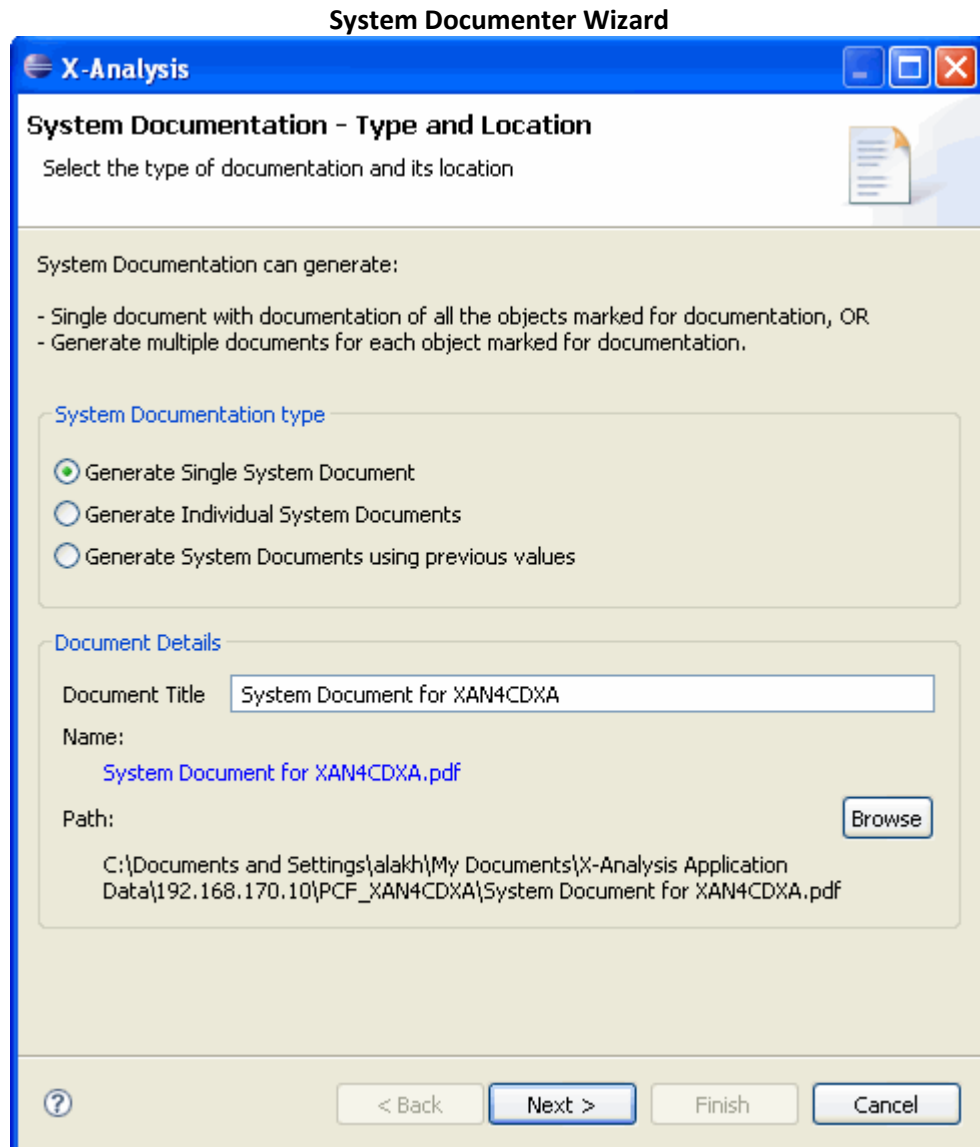 System Documenter Wizard
X-Analysis
System Documentation - Type and Location
Select the type of documentation and its location
System Documentation can generate:
- Single document with documentation of all the objects marked for documentation, OR
- Generate multiple documents for each object marked for documentation.
System Documentation type
Generate Single System Document
Generate Individual System Documents
Generate System Documents using previous values
Document Details
Document Title System Document for XAN4CDXA
Name:
System Document for XAN4CDXA.pdf
Path: Browse
C:\Documents and Settings\alakh\My Documents\X-Analysis Application
Data\192.168.170.10\PCF_XAN4CDXA\System Document for XAN4CDXA.pdf
? < Back Next > Finish Cancel